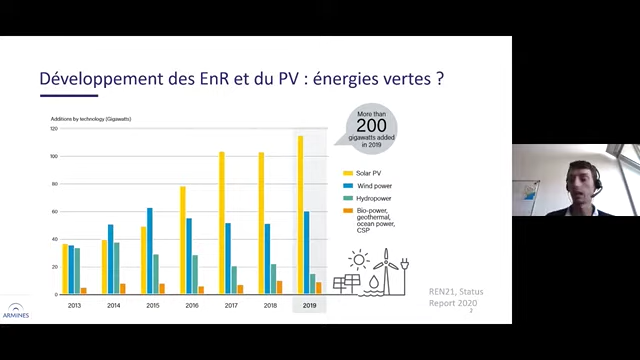 Développement des EnR et du PV : énergies vertes ?
Additions by technology (Gigawatts)
More than
200
gigawatts added
in 2019
120
100
80
60
40
20
0
Solar PV
Wind power
Hydropower
Bio-power,
geothermal,
ocean power,
CSP
2013
2014
2015
2016
2017
2018
2019
REN21, Status
Report 2020
2
ARMINES